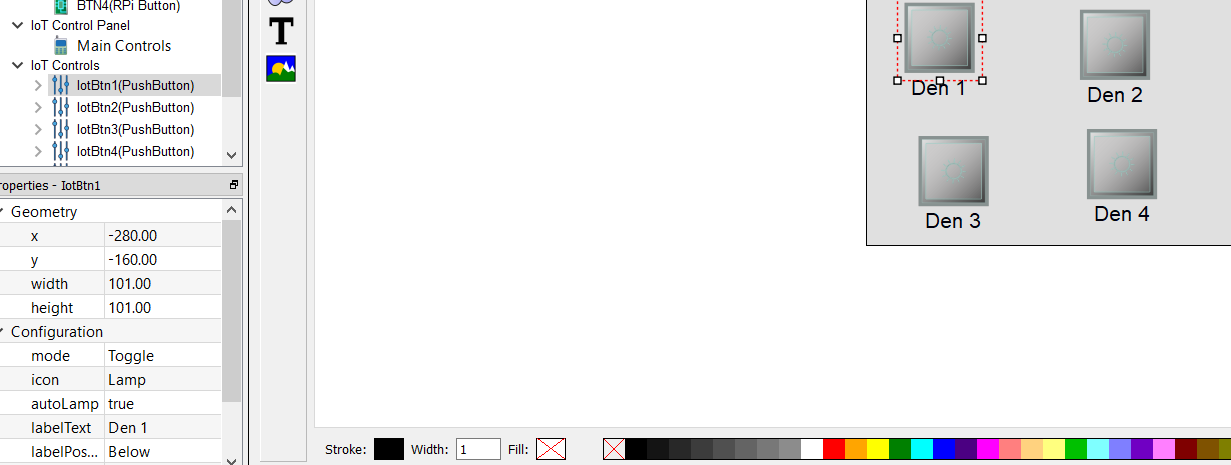 BTN4(RPi Button)
IoT Control Panel
Main Controls
IoT Controls
IotBtn1(PushButton)
IotBtn2(PushButton)
IotBtn3(PushButton)
IotBtn4(PushButton)
roperties - IotBtn1
Geometry
x -280.00
y -160.00
width 101.00
height 101.00
Configuration
mode Toggle
icon Lamp
autoLamp true
labelText Den 1
labelPos... Below
T
Den 1
Den 2
Den 3
Den 4
Stroke: Width: 1 Fill: